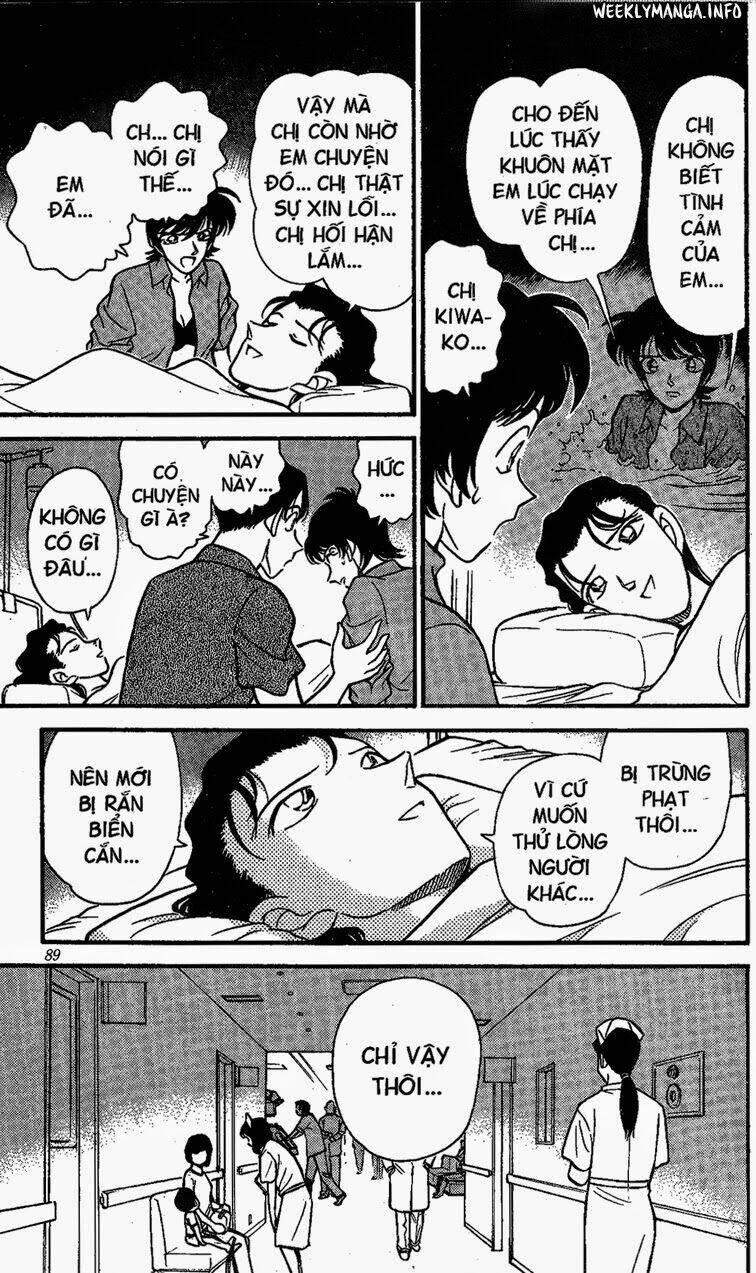 WEEKLYMANGA.INFO
CHỊ
KHÔNG
BIẾT
TÌNH
CẢM
CỦA
EM...
CHO ĐẾN
LÚC THẤY
KHUÔN MẶT
EM LÚC CHẠY
VỀ PHÍA
CHỊ...
CHỊ
KIWA-
KO...
VẬY MÀ
CHỊ CÒN NHỜ
EM CHUYỆN
ĐÓ... CHỊ THẬT
SỰ XIN LỖI...
CHỊ HỐI HẬN
LẮM...
CH... CHỊ
NÓI GÌ
THẾ...
EM
ĐÃ...
HỨC
...
NÀY
NÀY...
CÓ
CHUYỆN
GÌ À?
KHÔNG
CÓ GÌ
ĐÂU...
BỊ TRỪNG
PHẠT
THÔI...
VÌ CỨ
MUỐN
THỬ LÒNG
NGƯỜI
KHÁC...
NÊN MỚI
BỊ RẮN
BIỂN
CẮN...
89
CHỈ VẬY
THÔI...